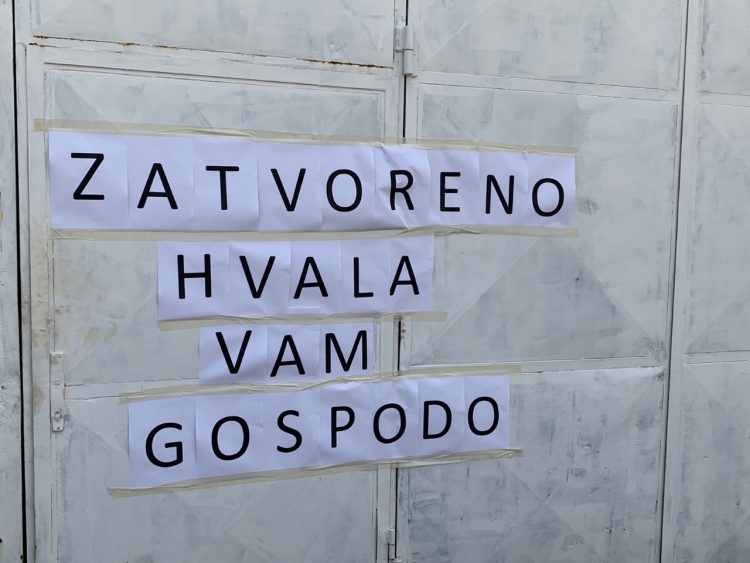 ZATVORENO
HVALA
VAM
GOSPODO